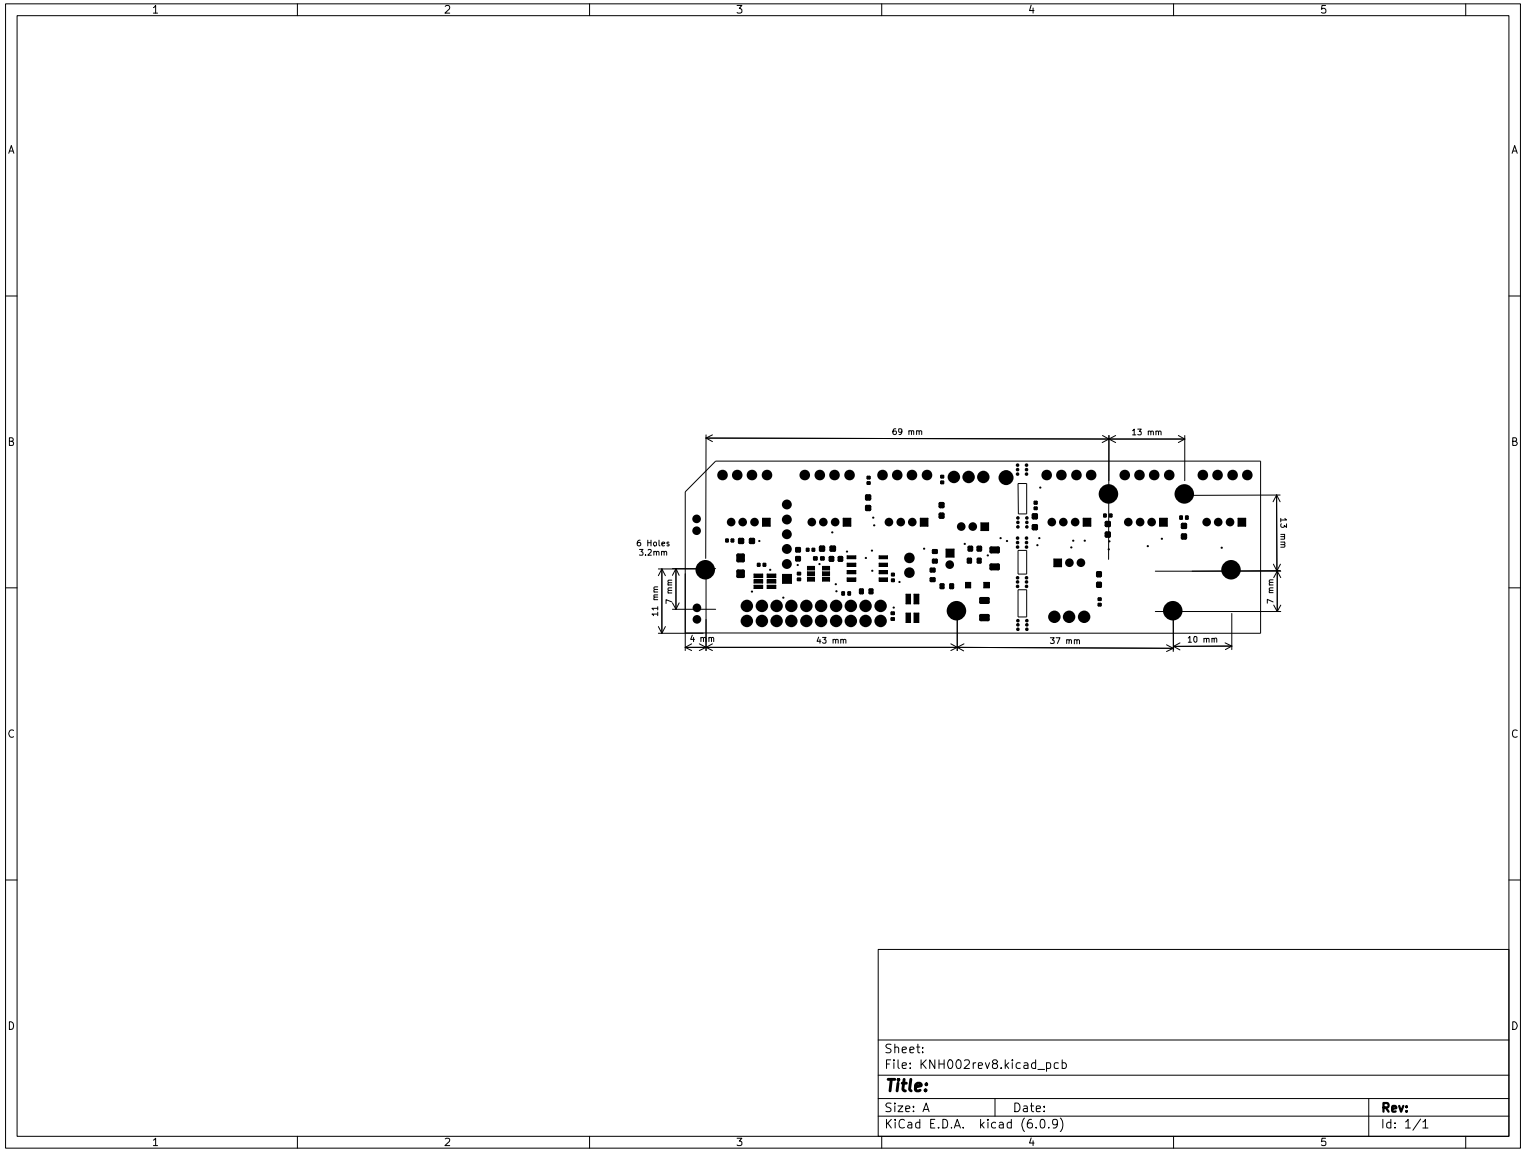 1 2 3 4 5
A A
69 mm 13 mm
B B
13 mm
6 Holes
3.2mm
11 mm 7 mm 7 mm
4 mm 43 mm 37 mm 10 mm
C C
Sheet:
File: KNH002rev8.kicad_pcb
Title:
Size: A Date: Rev:
KiCad E.D.A. kicad (6.0.9) Id: 1/1
D D
1 2 3 4 5